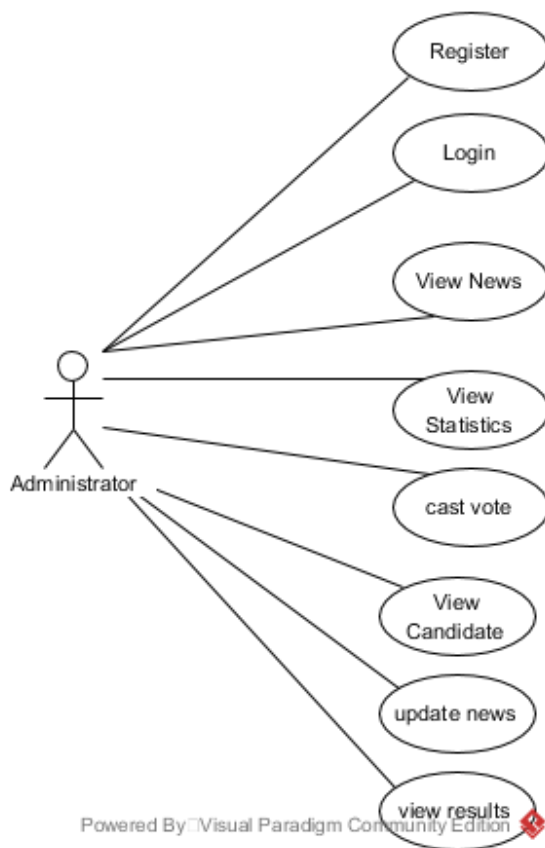 Register
Login
View News
View
Statistics
Administrator
cast vote
View
Candidate
update news
view results
Powered By Visual Paradigm Community Edition